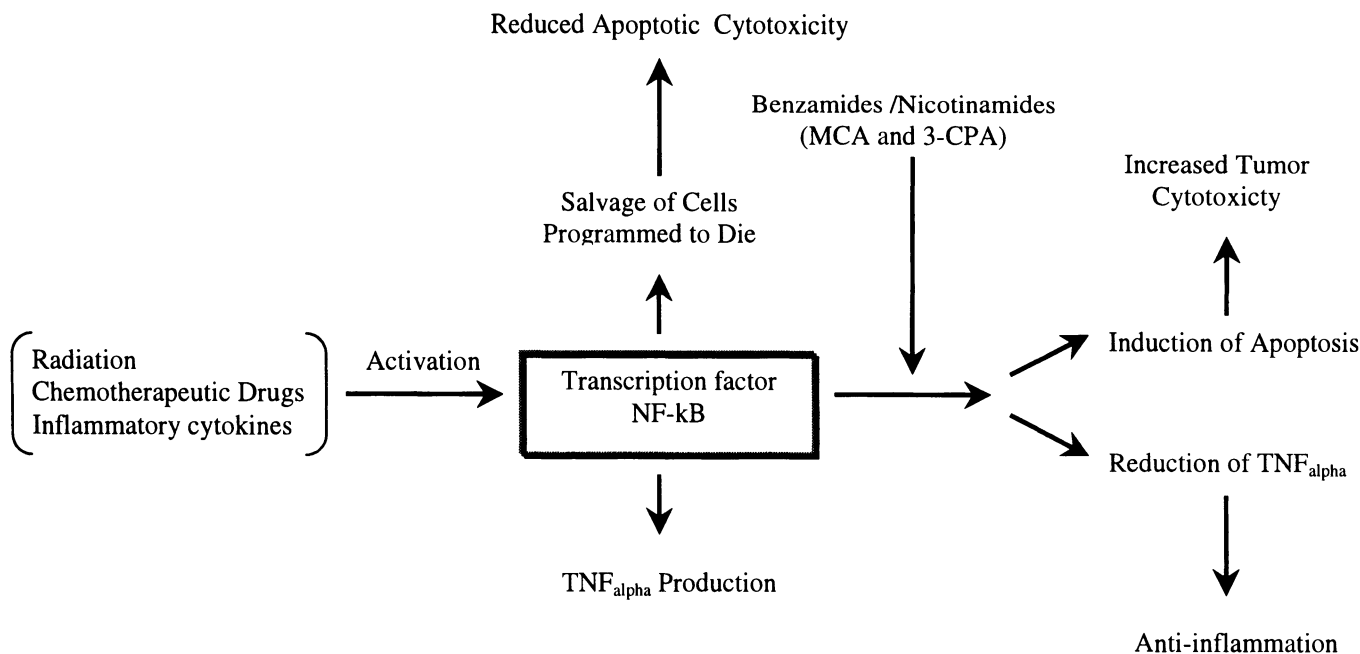 Reduced Apoptotic Cytotoxicity
Benzamides /Nicotinamides
(MCA and 3-CPA)
Increased Tumor
Cytotoxicty
Salvage of Cells
Programmed to Die
Radiation
Chemotherapeutic Drugs
Inflammatory cytokines
Activation
Transcription factor
NF-kB
Induction of Apoptosis
Reduction of TNFalpha
TNFalpha Production
Anti-inflammation